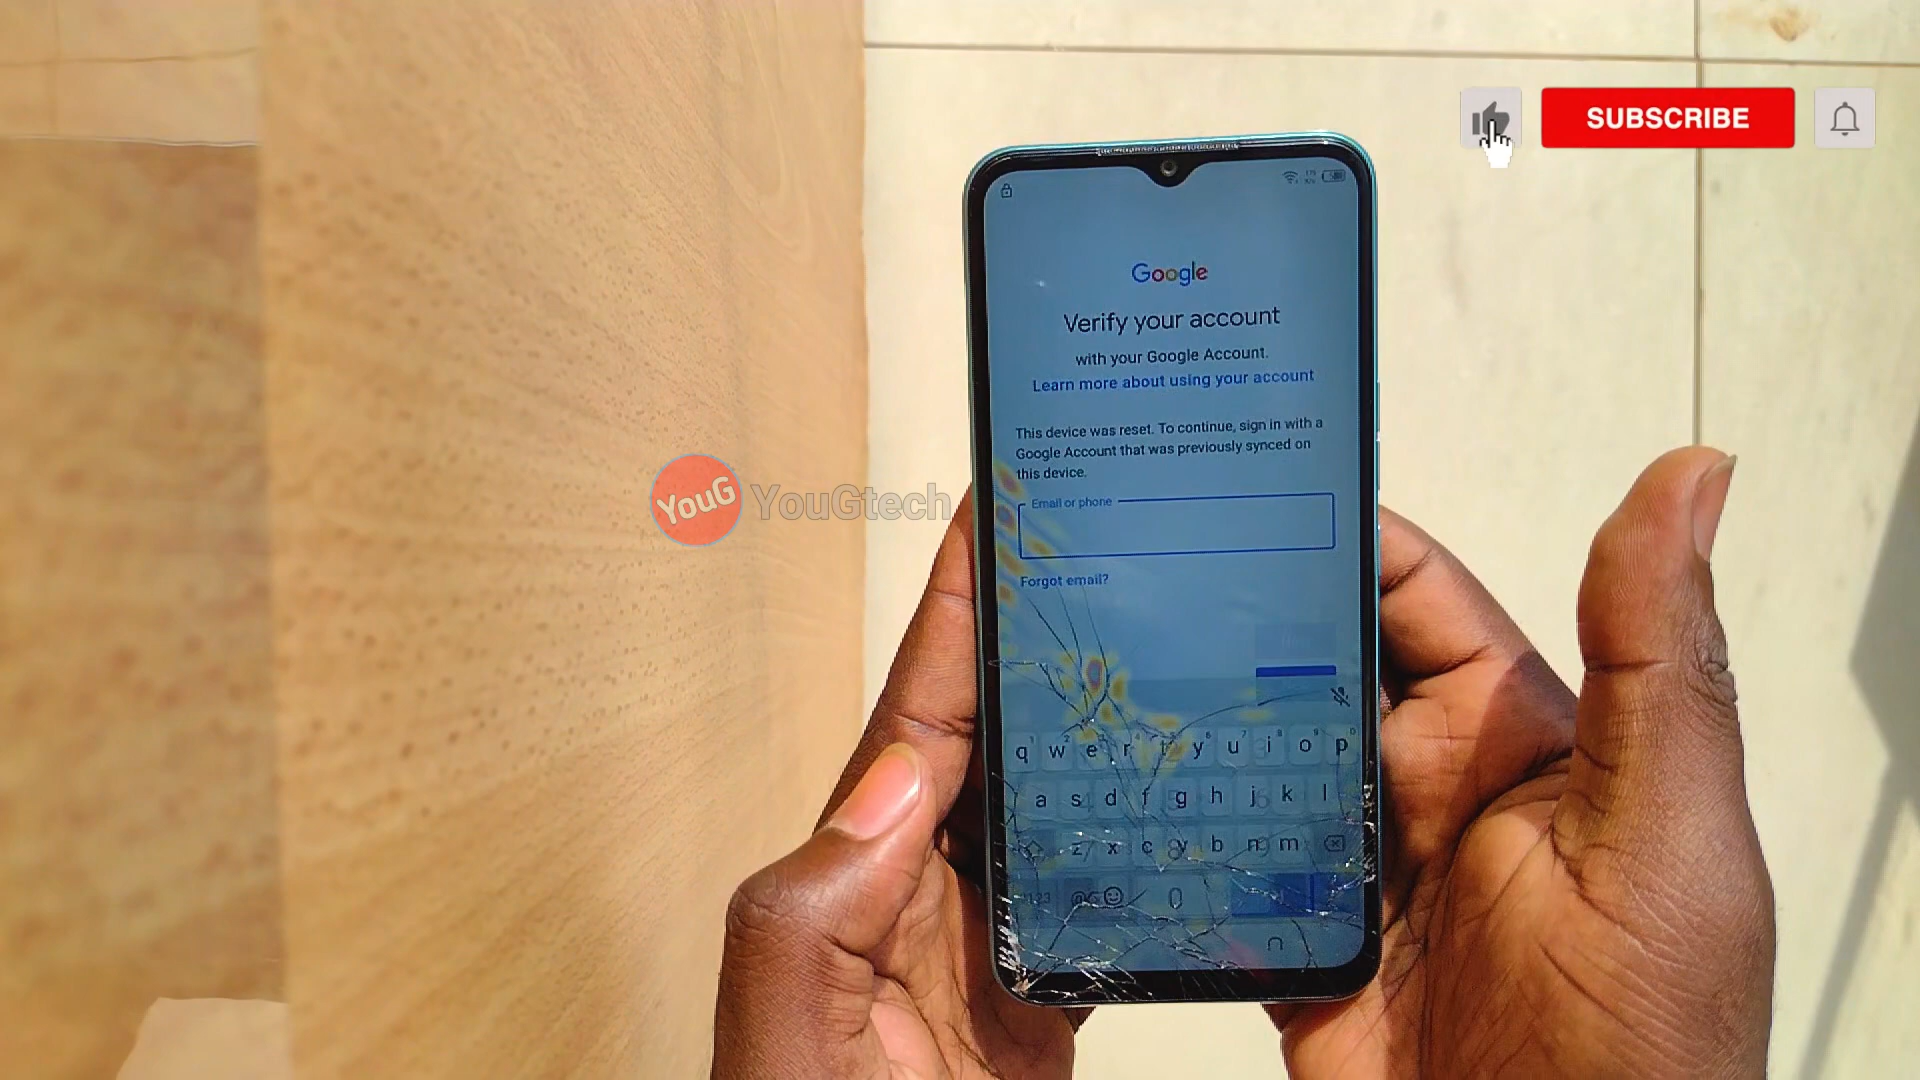 SUBSCRIBE
Google
Verify your account
with your Google Account.
Learn more about using your account
This device was reset. To continue, sign in with a
Google Account that was previously synced on
this device.
Email or phone
YouG YouGtech
Forgot email?
q w e r t y u i o p
a s d f g h j k l
z x c v b n m